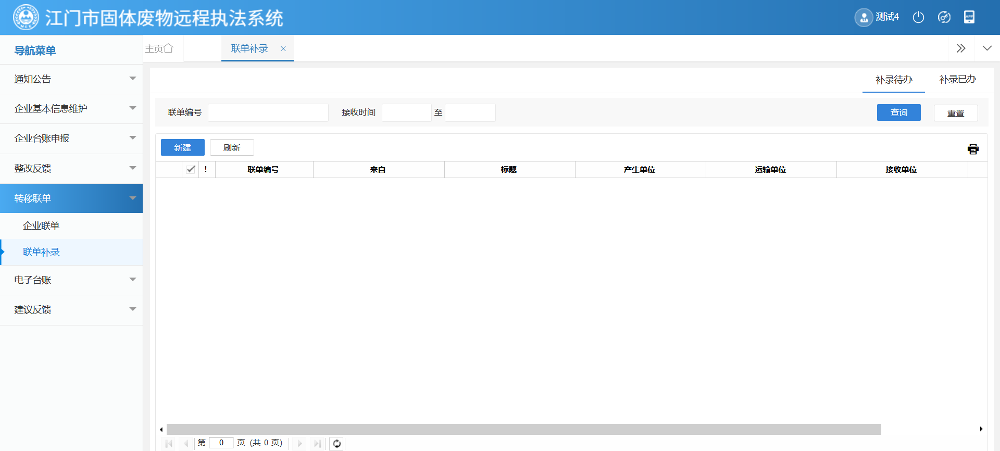 江门市固体废物远程执法系统
测试4
APP
导航菜单
主页
联单补录 ×
通知公告
企业基本信息维护
企业台账申报
整改反馈
转移联单
企业联单
联单补录
电子台账
建议反馈
补录待办 补录已办
联单编号 接收时间 至 查询 重置
新建 刷新
! 联单编号 来自 标题 产生单位 运输单位 接收单位
第 0 页 (共 0 页)